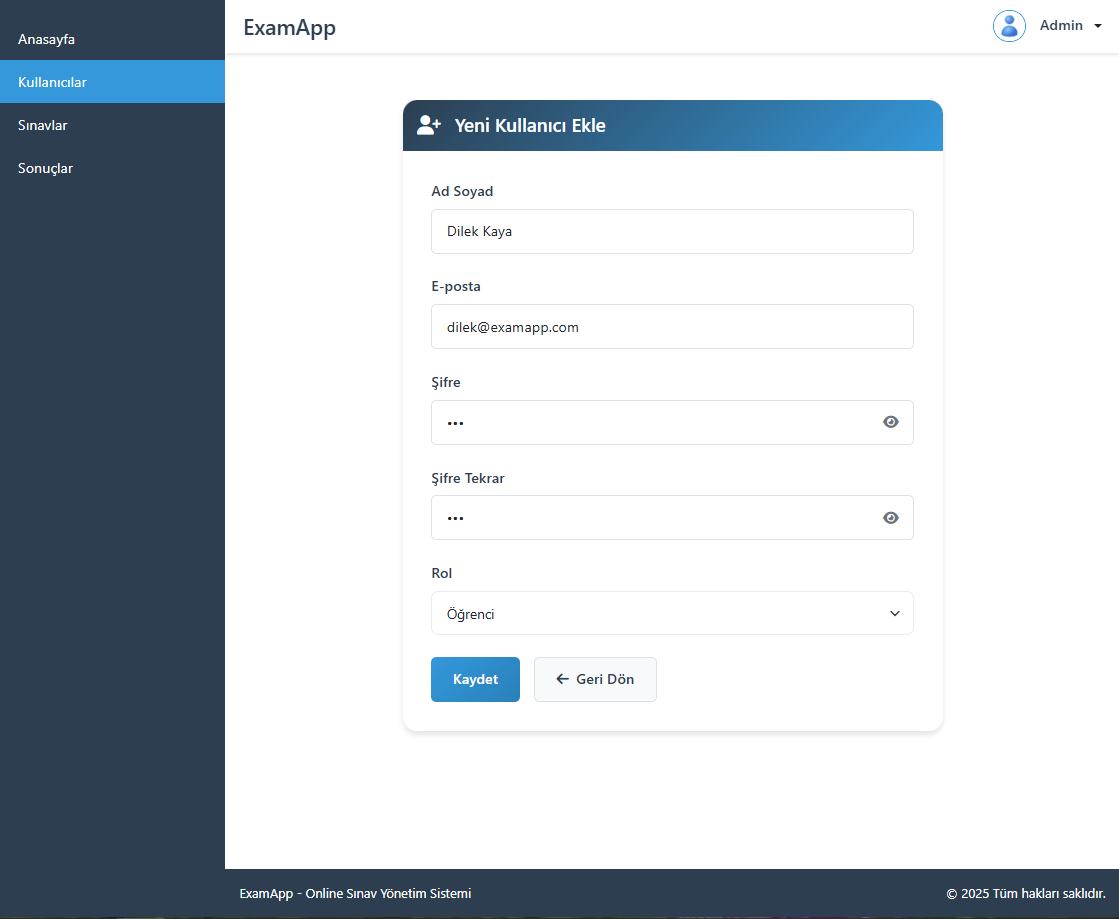 Anasayfa
Kullanıcılar
Sınavlar
Sonuçlar
ExamApp
Admin
Yeni Kullanıcı Ekle
Ad Soyad
Dilek Kaya
E-posta
dilek@examapp.com
Şifre
•••
Şifre Tekrar
•••
Rol
Öğrenci
Kaydet
← Geri Dön
ExamApp - Online Sınav Yönetim Sistemi
© 2025 Tüm hakları saklıdır.